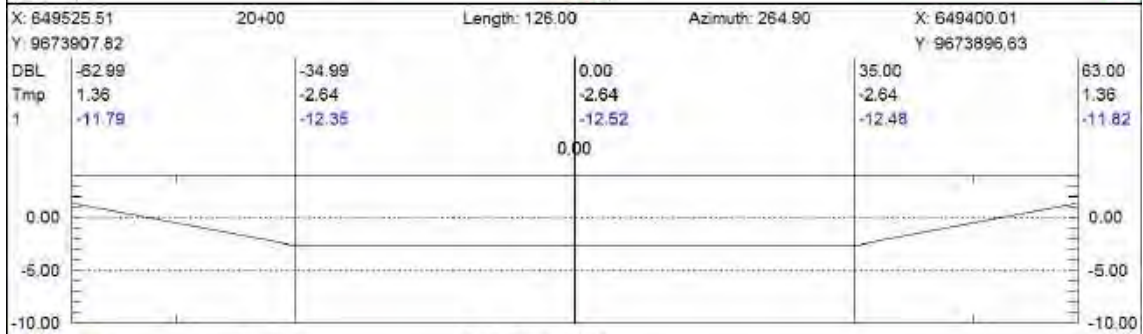 X: 649525.51 20+00 Length: 126.00 Azimuth: 264.90 X: 649400.01
Y: 9673907.82 Y: 9673896.63
DBL -62.99 -34.99 0.00 35.00 63.00
Tmp 1.36 -2.64 -2.64 -2.64 1.36
1 -11.79 -12.35 -12.52 -12.48 -11.82
0.00
0.00 0.00
-5.00 -5.00
-10.00 -10.00